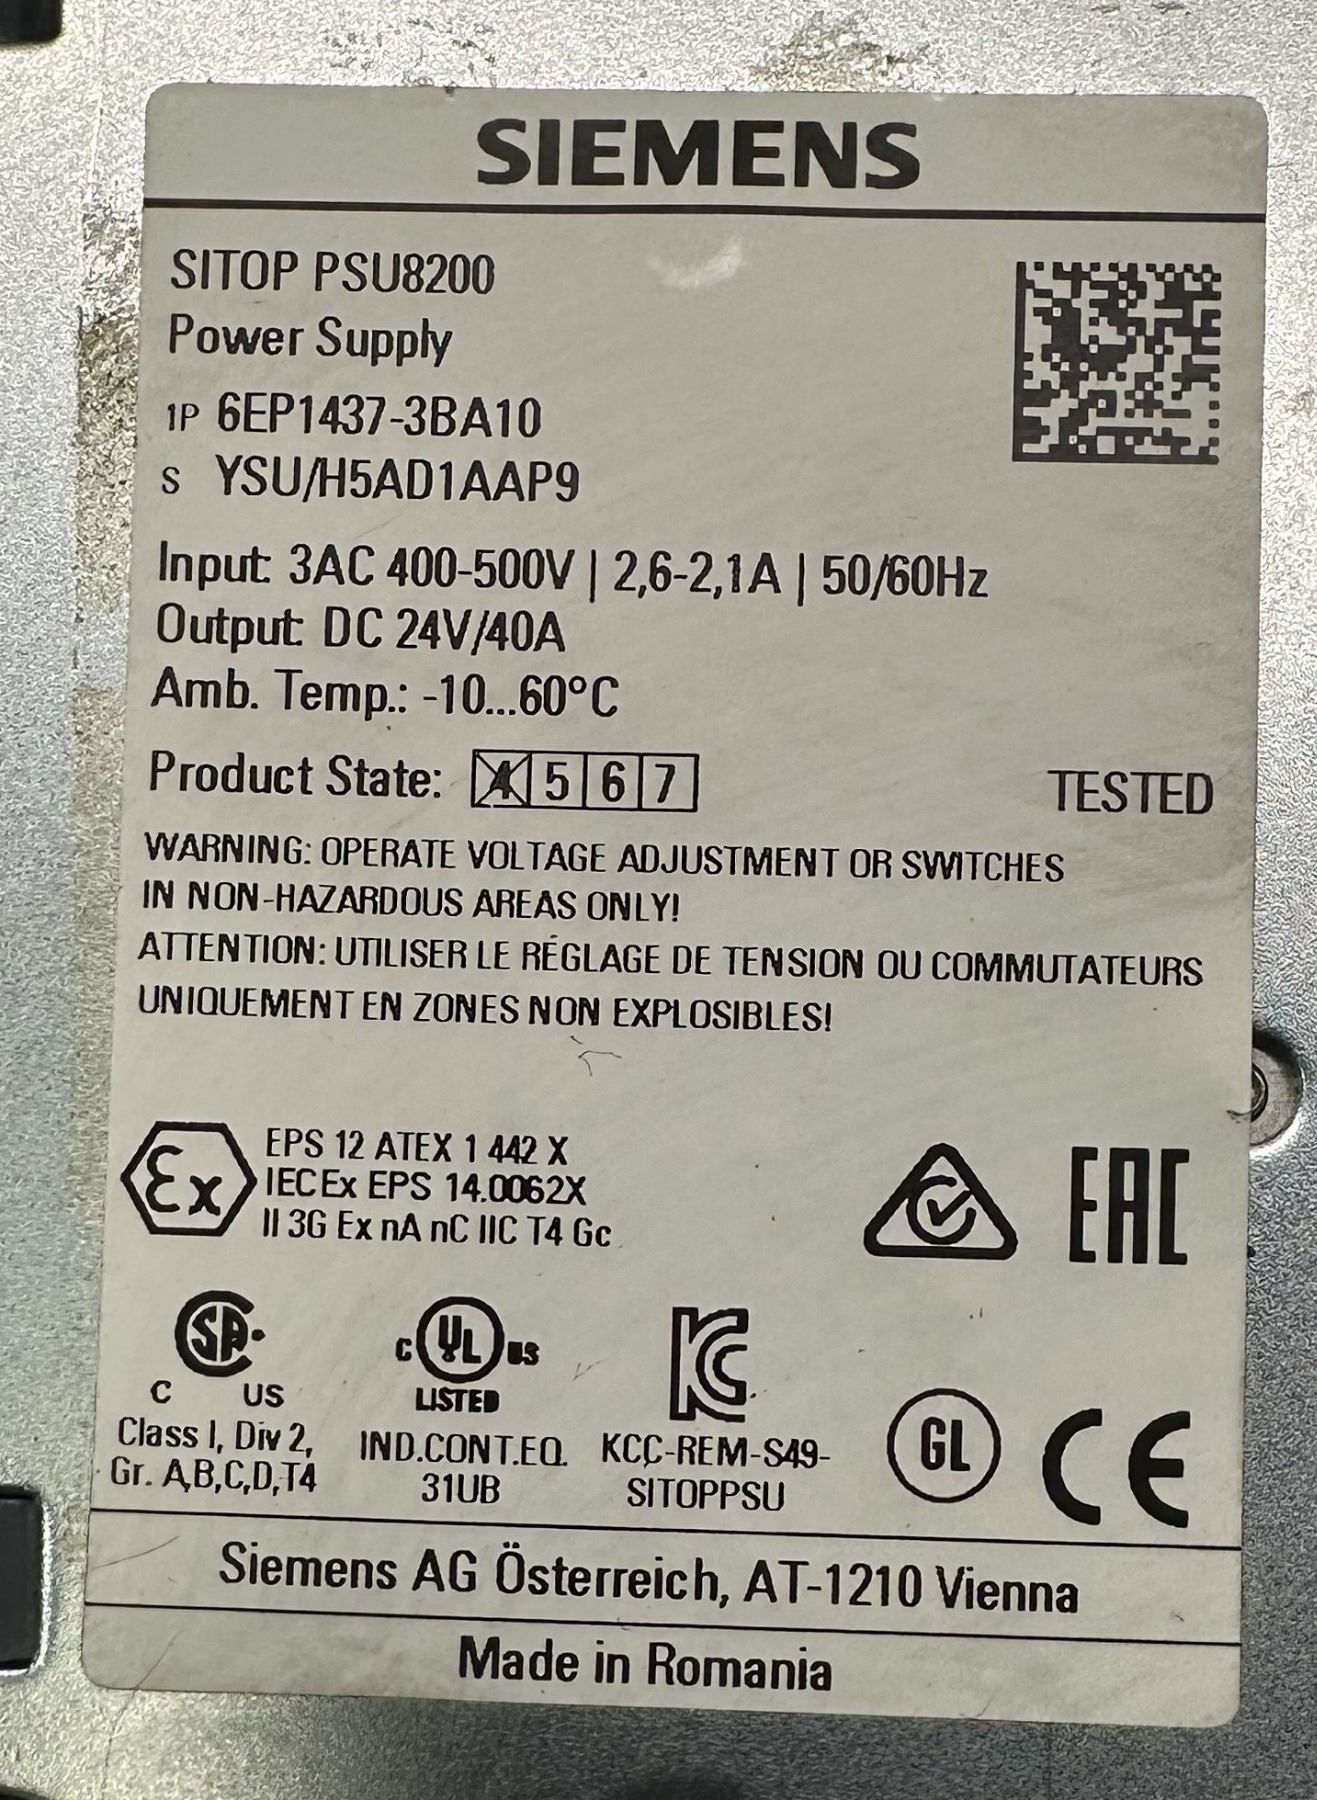 SIEMENS
SITOP PSU8200
Power Supply
1P 6EP1437-3BA10
S YSU/H5AD1AAP9
Input: 3AC 400-500V | 2,6-2,1A | 50/60Hz
Output: DC 24V/40A
Amb. Temp.: -10...60°C
Product State: 4 5 6 7 TESTED
WARNING: OPERATE VOLTAGE ADJUSTMENT OR SWITCHES
IN NON-HAZARDOUS AREAS ONLY!
ATTENTION: UTILISER LE RÉGLAGE DE TENSION OU COMMUTATEURS
UNIQUEMENT EN ZONES NON EXPLOSIBLES!
Ex
EPS 12 ATEX 1 442 X
IECEx EPS 14.0062X
II 3G Ex nA nC IIC T4 Gc
EAC
SA
C US
Class I, Div 2,
Gr. A,B,C,D,T4
C UL US
LISTED
IND.CONT.EQ.
31UB
KC
KCC-REM-S49-
SITOPPSU
GL
CE
Siemens AG Österreich, AT-1210 Vienna
Made in Romania